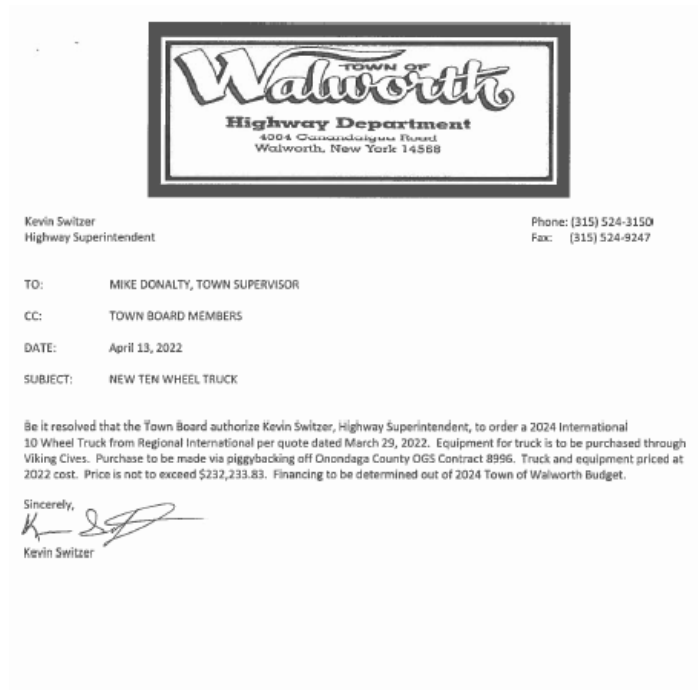 TOWN OF
Walworth
Highway Department
4004 Canandaigua Road
Walworth, New York 14568
Kevin Switzer
Highway Superintendent
Phone: (315) 524-3150
Fax: (315) 524-9247
TO: MIKE DONALTY, TOWN SUPERVISOR
CC: TOWN BOARD MEMBERS
DATE: April 13, 2022
SUBJECT: NEW TEN WHEEL TRUCK
Be it resolved that the Town Board authorize Kevin Switzer, Highway Superintendent, to order a 2024 International
10 Wheel Truck from Regional International per quote dated March 29, 2022. Equipment for truck is to be purchased through
Viking Cives. Purchase to be made via piggybacking off Onondaga County OGS Contract 8996. Truck and equipment priced at
2022 cost. Price is not to exceed $232,233.83. Financing to be determined out of 2024 Town of Walworth Budget.
Sincerely,
Kevin Switzer